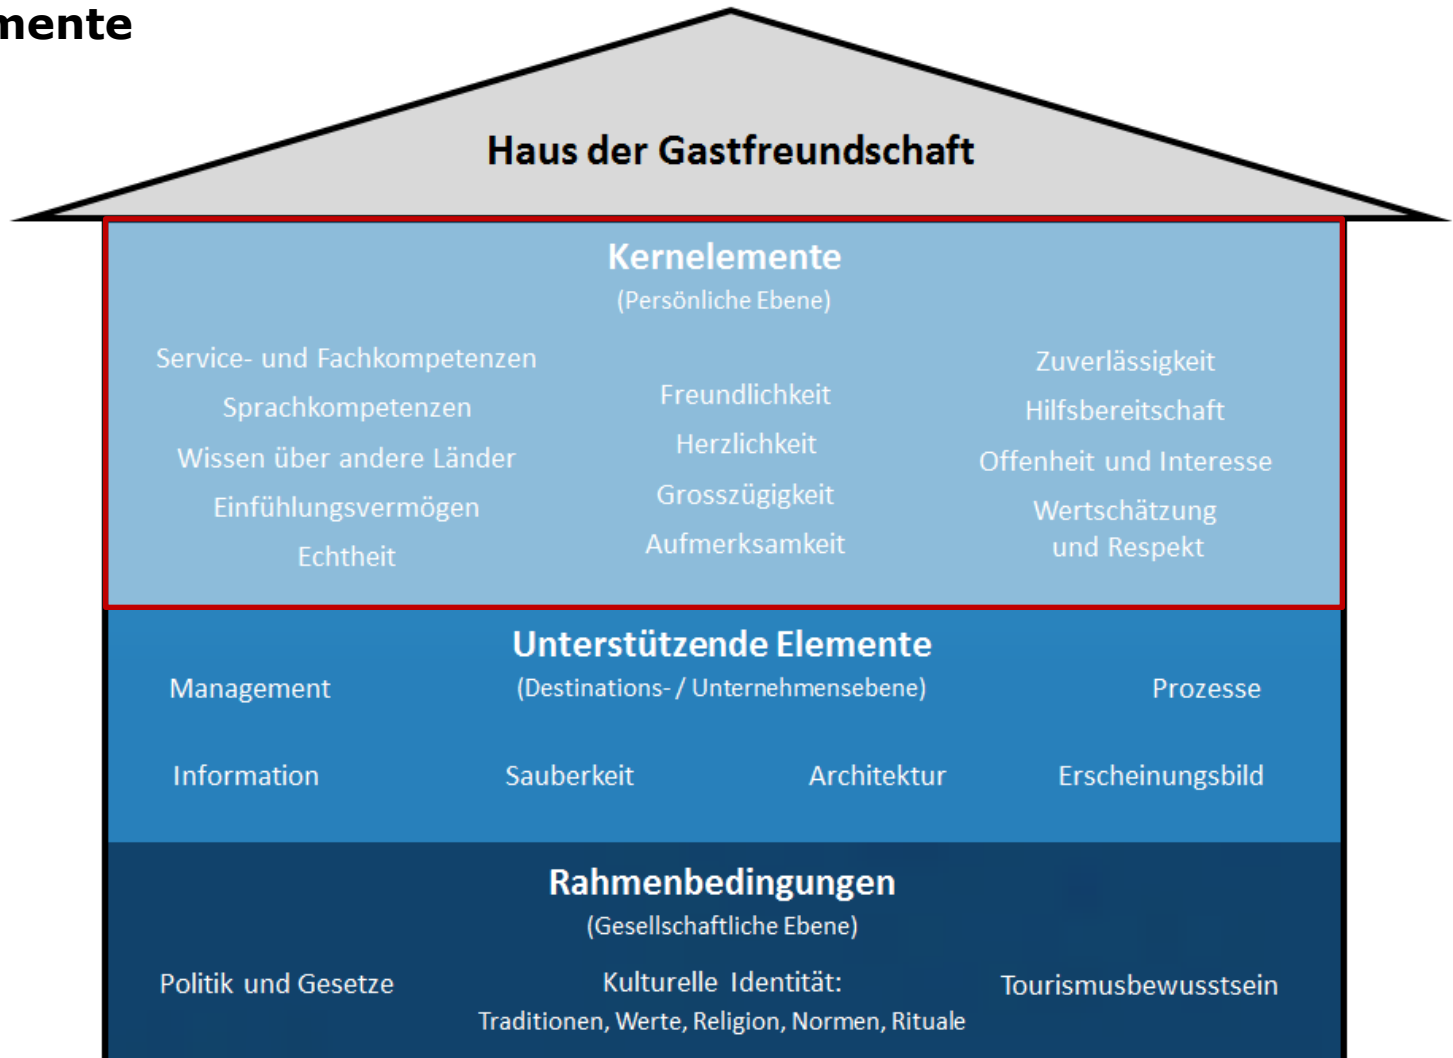 mente
Haus der Gastfreundschaft
Kernelemente
(Persönliche Ebene)
Service- und Fachkompetenzen
Sprachkompetenzen
Wissen über andere Länder
Einfühlungsvermögen
Echtheit
Freundlichkeit
Herzlichkeit
Grosszügigkeit
Aufmerksamkeit
Zuverlässigkeit
Hilfsbereitschaft
Offenheit und Interesse
Wertschätzung
und Respekt
Unterstützende Elemente
(Destinations- / Unternehmensebene)
Management
Prozesse
Information
Sauberkeit
Architektur
Erscheinungsbild
Rahmenbedingungen
(Gesellschaftliche Ebene)
Politik und Gesetze
Kulturelle Identität:
Traditionen, Werte, Religion, Normen, Rituale
Tourismusbewusstsein